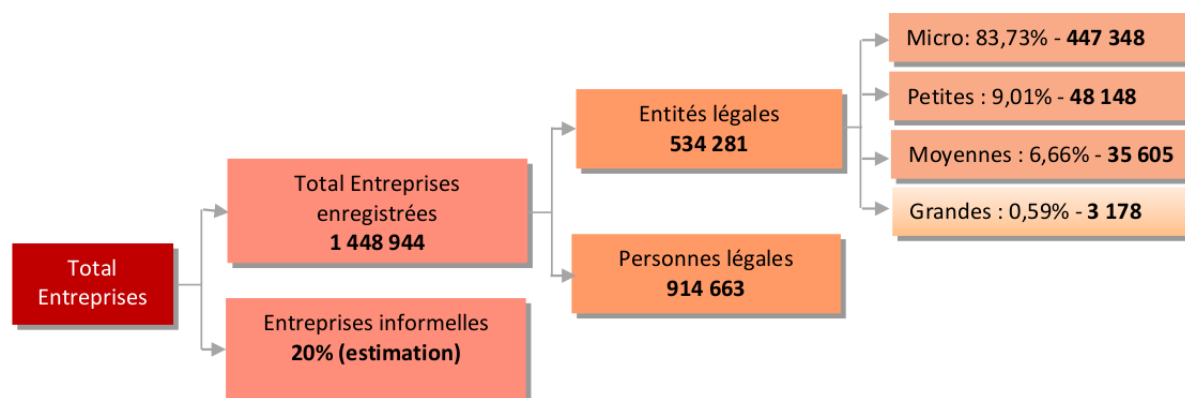 Total
Entreprises
Total Entreprises
enregistrées
1 448 944
Entreprises informelles
20% (estimation)
Entités légales
534 281
Personnes légales
914 663
Micro: 83,73% - 447 348
Petites : 9,01% - 48 148
Moyennes : 6,66% - 35 605
Grandes : 0,59% - 3 178